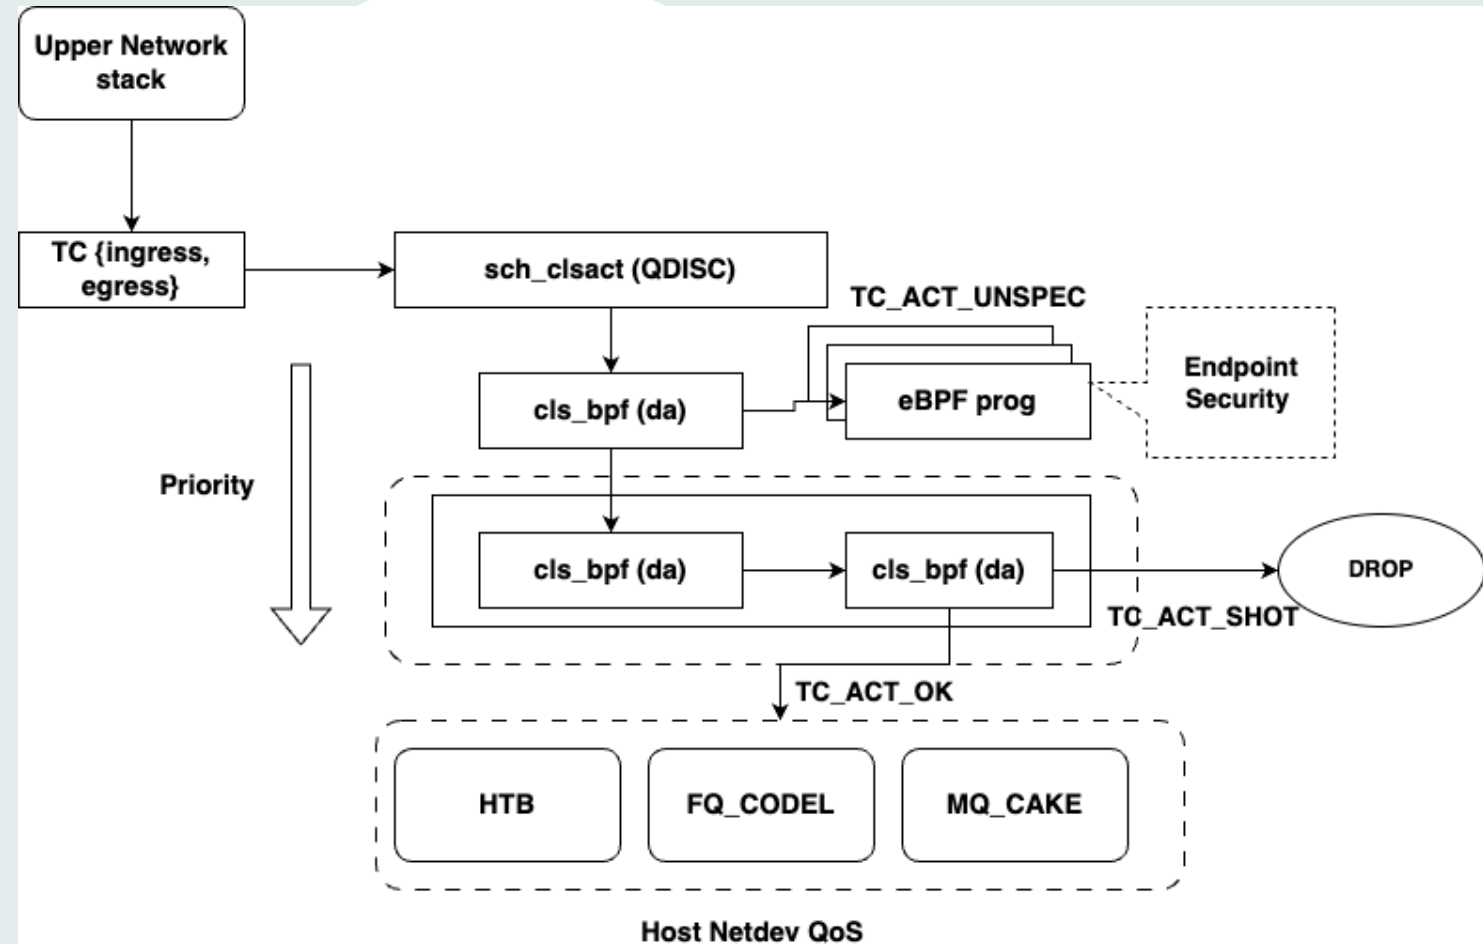 Upper Network
stack
TC {ingress,
egress}
sch_clsact (QDISC)
TC_ACT_UNSPEC
cls_bpf (da)
eBPF prog
Endpoint
Security
Priority
cls_bpf (da)
cls_bpf (da)
DROP
TC_ACT_SHOT
TC_ACT_OK
HTB
FQ_CODEL
MQ_CAKE
Host Netdev QoS